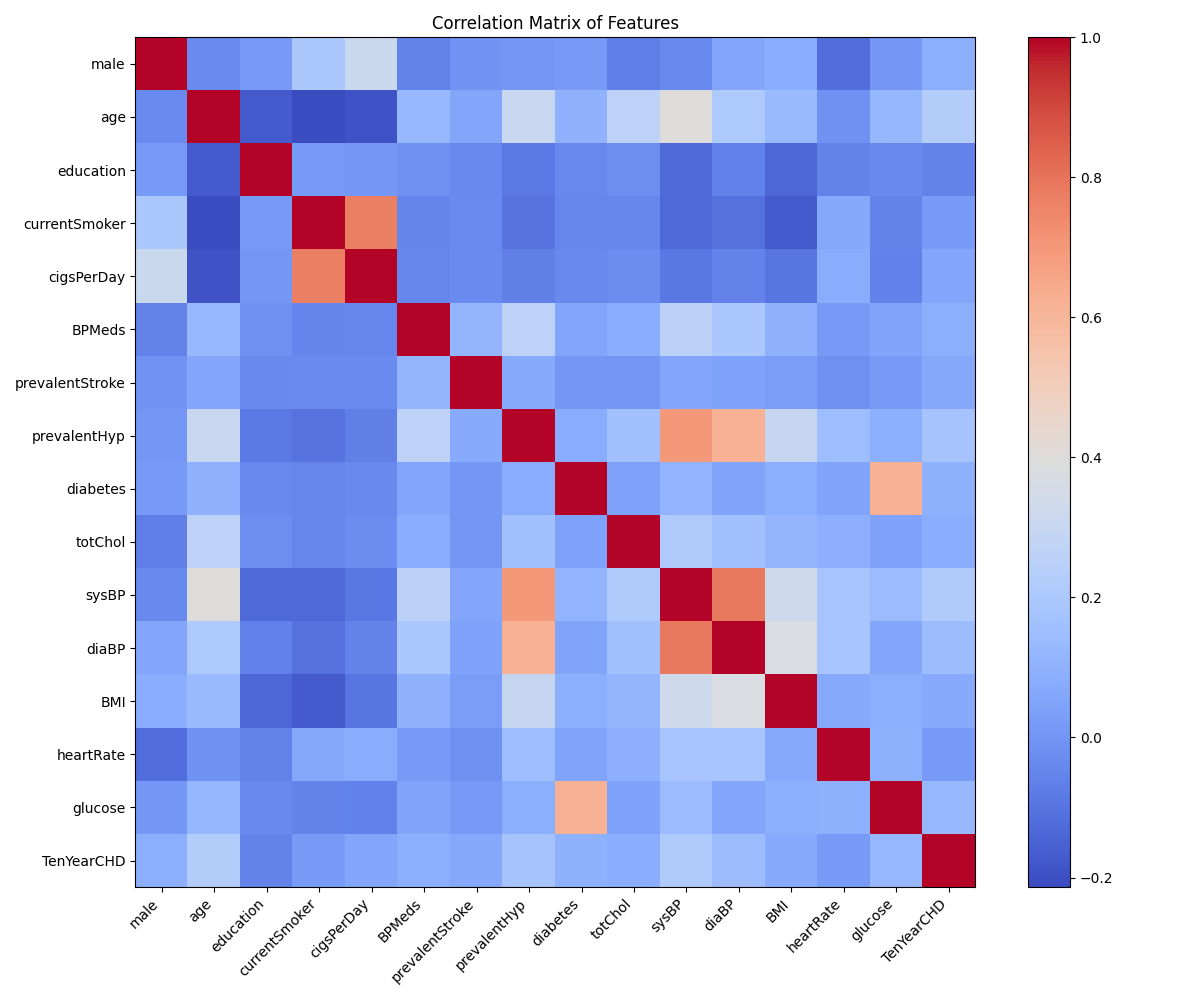 Correlation Matrix of Features
male
age
education
currentSmoker
cigsPerDay
BPMeds
prevalentStroke
prevalentHyp
diabetes
totChol
sysBP
diaBP
BMI
heartRate
glucose
TenYearCHD
male
age
education
currentSmoker
cigsPerDay
BPMeds
prevalentStroke
prevalentHyp
diabetes
totChol
sysBP
diaBP
BMI
heartRate
glucose
TenYearCHD
1.0
0.8
0.6
0.4
0.2
0.0
−0.2